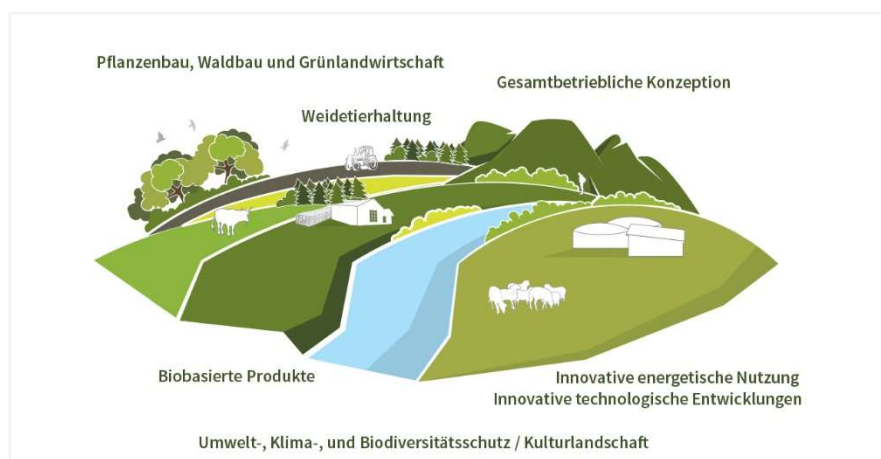 Pflanzenbau, Waldbau und Grünlandwirtschaft
Gesamtbetriebliche Konzeption
Weidetierhaltung
Biobasierte Produkte
Innovative energetische Nutzung
Innovative technologische Entwicklungen
Umwelt-, Klima-, und Biodiversitätsschutz / Kulturlandschaft